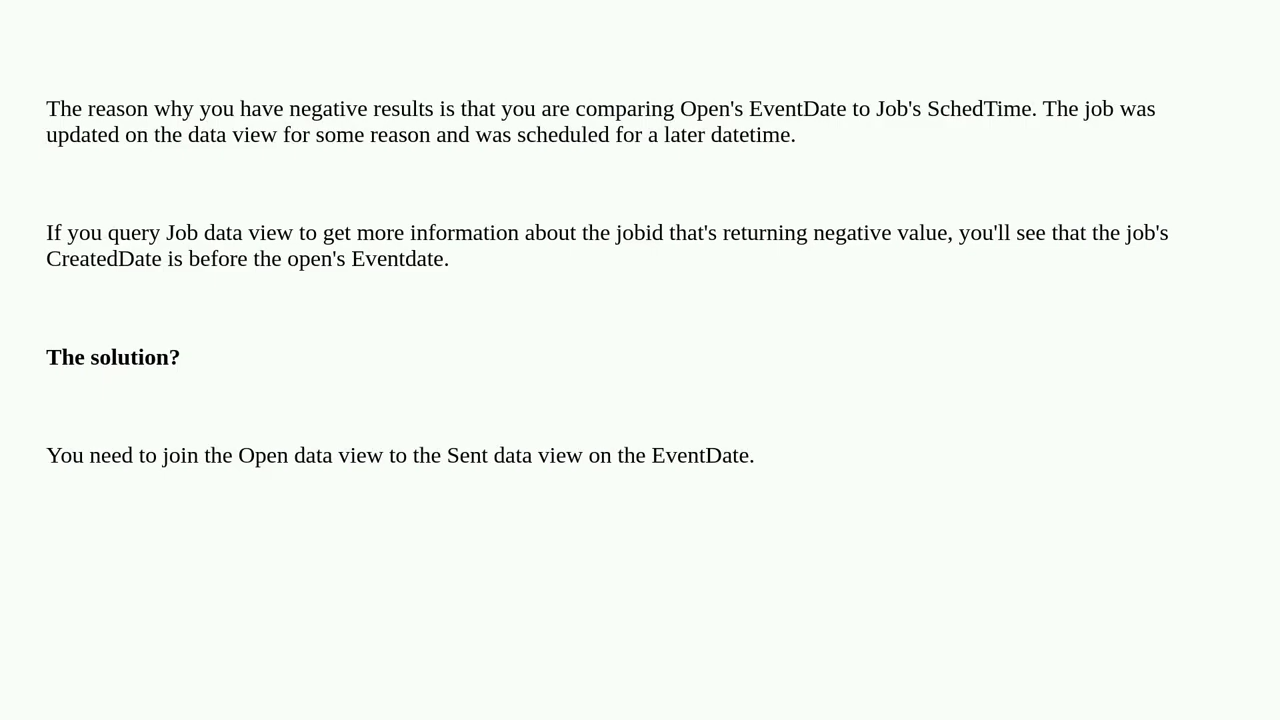 The reason why you have negative results is that you are comparing Open's EventDate to Job's SchedTime. The job was
updated on the data view for some reason and was scheduled for a later datetime.
If you query Job data view to get more information about the jobid that's returning negative value, you'll see that the job's
CreatedDate is before the open's Eventdate.
The solution?
You need to join the Open data view to the Sent data view on the EventDate.